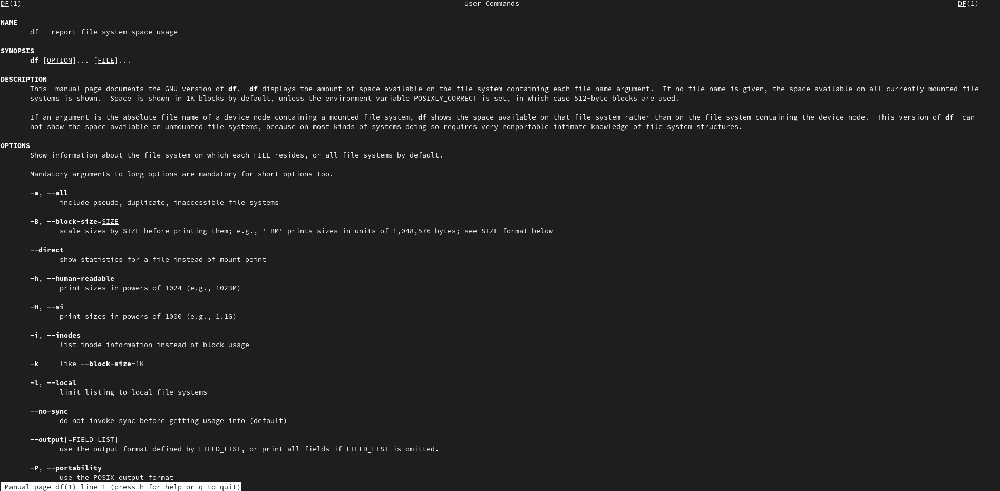 DF(1) User Commands DF(1)
NAME
df - report file system space usage
SYNOPSIS
df [OPTION]... [FILE]...
DESCRIPTION
This  manual page documents the GNU version of df.  df displays the amount of space available on the file system containing each file name argument.  If no file name is given, the space available on all currently mounted file
systems is shown.  Space is shown in 1K blocks by default, unless the environment variable POSIXLY_CORRECT is set, in which case 512-byte blocks are used.
If an argument is the absolute file name of a device node containing a mounted file system, df shows the space available on that file system rather than on the file system containing the device node.  This version of df  can-
not show the space available on unmounted file systems, because on most kinds of systems doing so requires very nonportable intimate knowledge of file system structures.
OPTIONS
Show information about the file system on which each FILE resides, or all file systems by default.
Mandatory arguments to long options are mandatory for short options too.
-a, --all
include pseudo, duplicate, inaccessible file systems
-B, --block-size=SIZE
scale sizes by SIZE before printing them; e.g., '-BM' prints sizes in units of 1,048,576 bytes; see SIZE format below
--direct
show statistics for a file instead of mount point
-h, --human-readable
print sizes in powers of 1024 (e.g., 1023M)
-H, --si
print sizes in powers of 1000 (e.g., 1.1G)
-i, --inodes
list inode information instead of block usage
-k     like --block-size=1K
-l, --local
limit listing to local file systems
--no-sync
do not invoke sync before getting usage info (default)
--output[=FIELD_LIST]
use the output format defined by FIELD_LIST, or print all fields if FIELD_LIST is omitted.
-P, --portability
use the POSIX output format
Manual page df(1) line 1 (press h for help or q to quit)